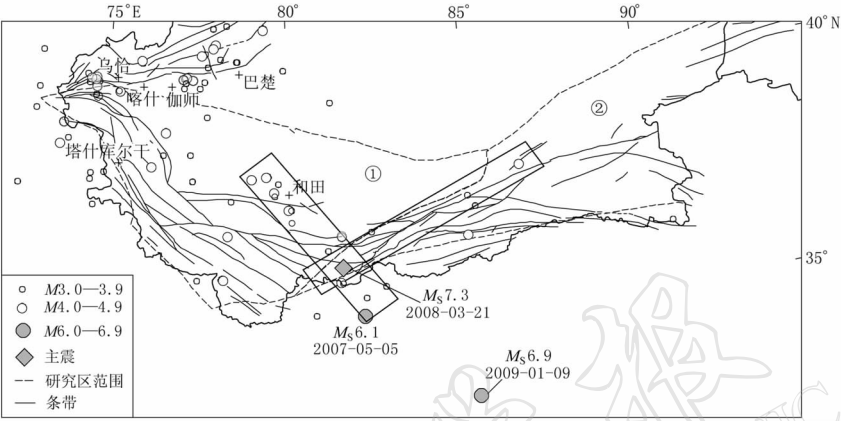 75°E 80° 85° 90° 40°N
乌恰
巴楚
喀什 伽师
②
塔什库尔干
①
和田
35°
M3.0—3.9
M4.0—4.9
M6.0—6.9
主震
研究区范围
条带
Ms7.3
2008-03-21
Ms6.1
2007-05-05
Ms6.9
2009-01-09